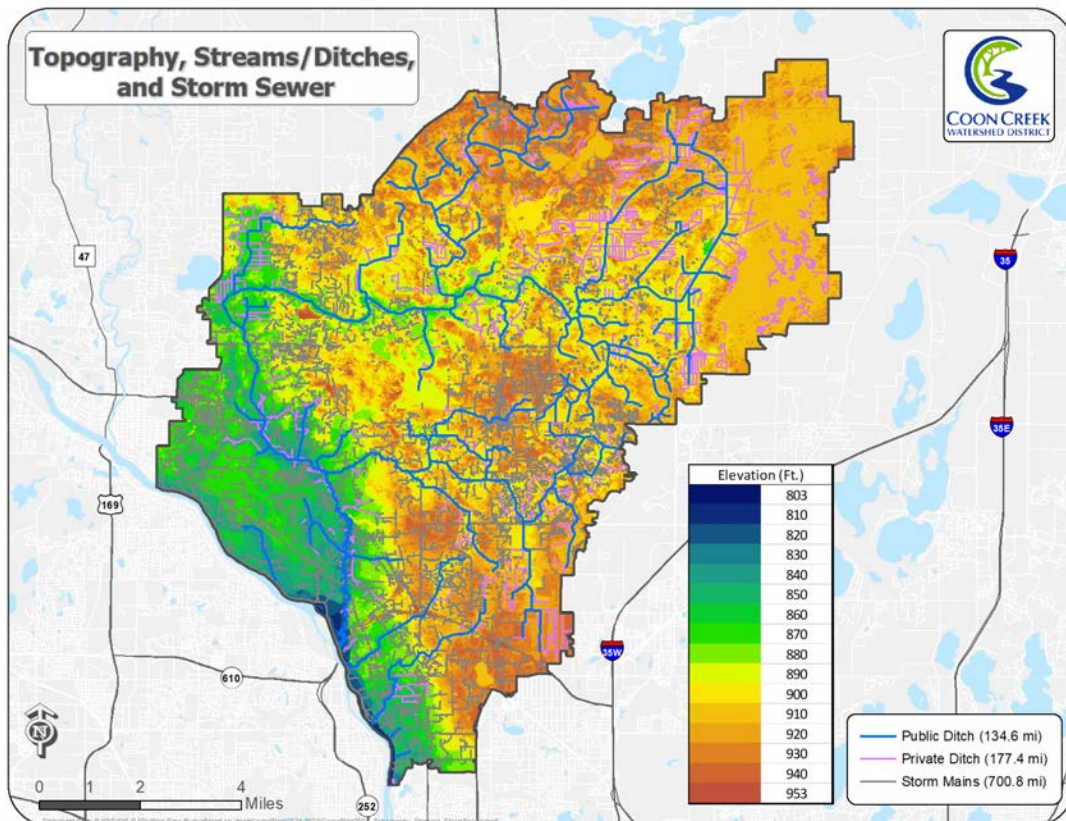 Topography, Streams/Ditches,
and Storm Sewer
COON CREEK
WATERSHED DISTRICT
47
35
169
35E
35W
610
252
N
0 1 2 4
Miles
Elevation (Ft.)
803
810
820
830
840
850
860
870
880
890
900
910
920
930
940
953
Public Ditch (134.6 mi)
Private Ditch (177.4 mi)
Storm Mains (700.8 mi)